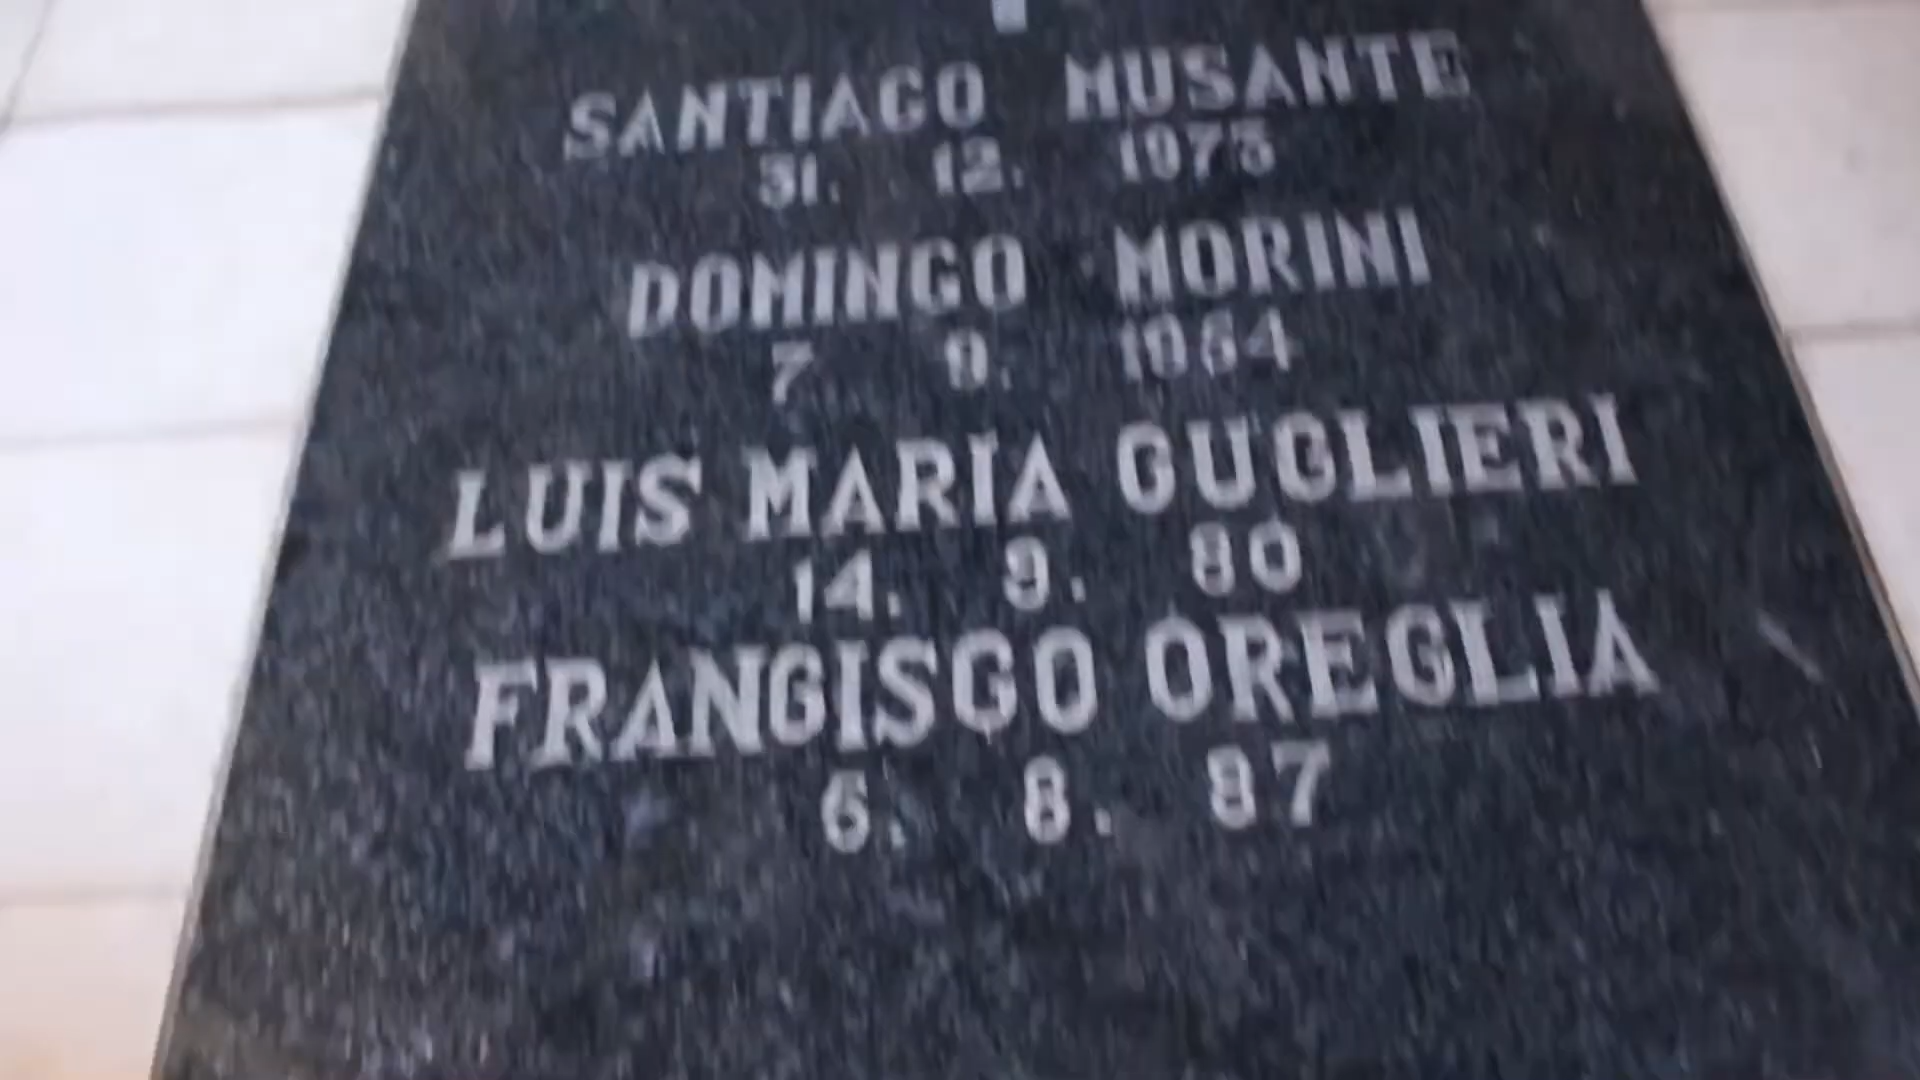 SANTIAGO MUSANTE
31. 12. 1973
DOMINGO MORINI
7 9. 1964
LUIS MARIA GUGLIERI
14. 9. 80
FRANCISCO OREGLIA
6. 8. 87